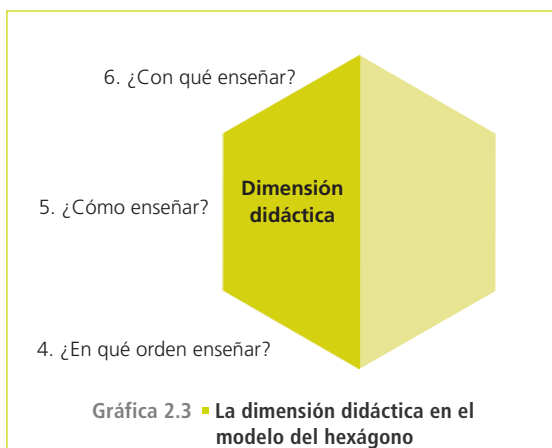 6. ¿Con qué enseñar?
5. ¿Cómo enseñar?
Dimensión
didáctica
4. ¿En qué orden enseñar?
Gráfica 2.3 ▪ La dimensión didáctica en el
modelo del hexágono